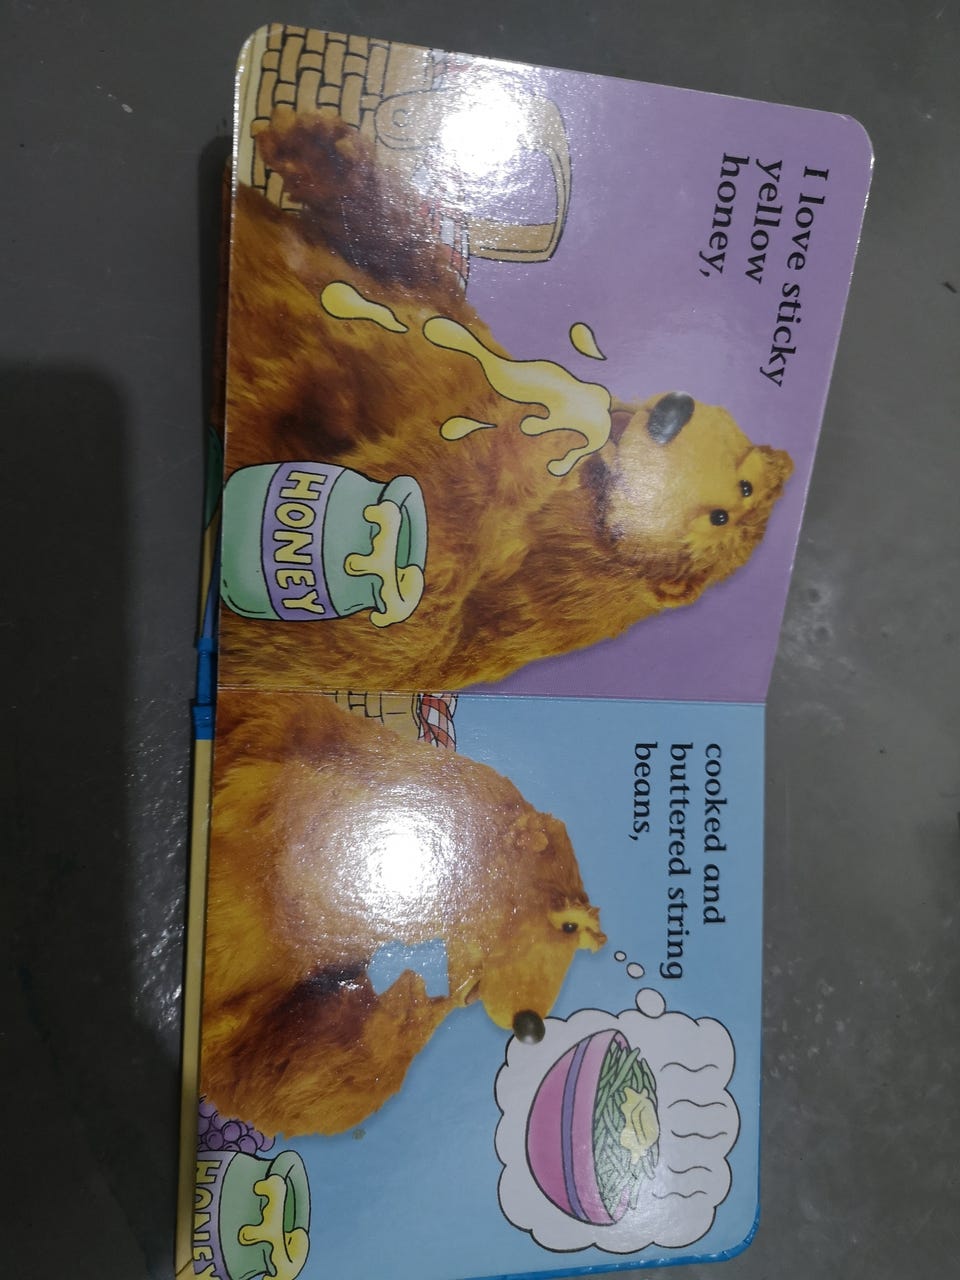 I love sticky
yellow
honey,
HONEY
cooked and
buttered string
beans,
HONEY